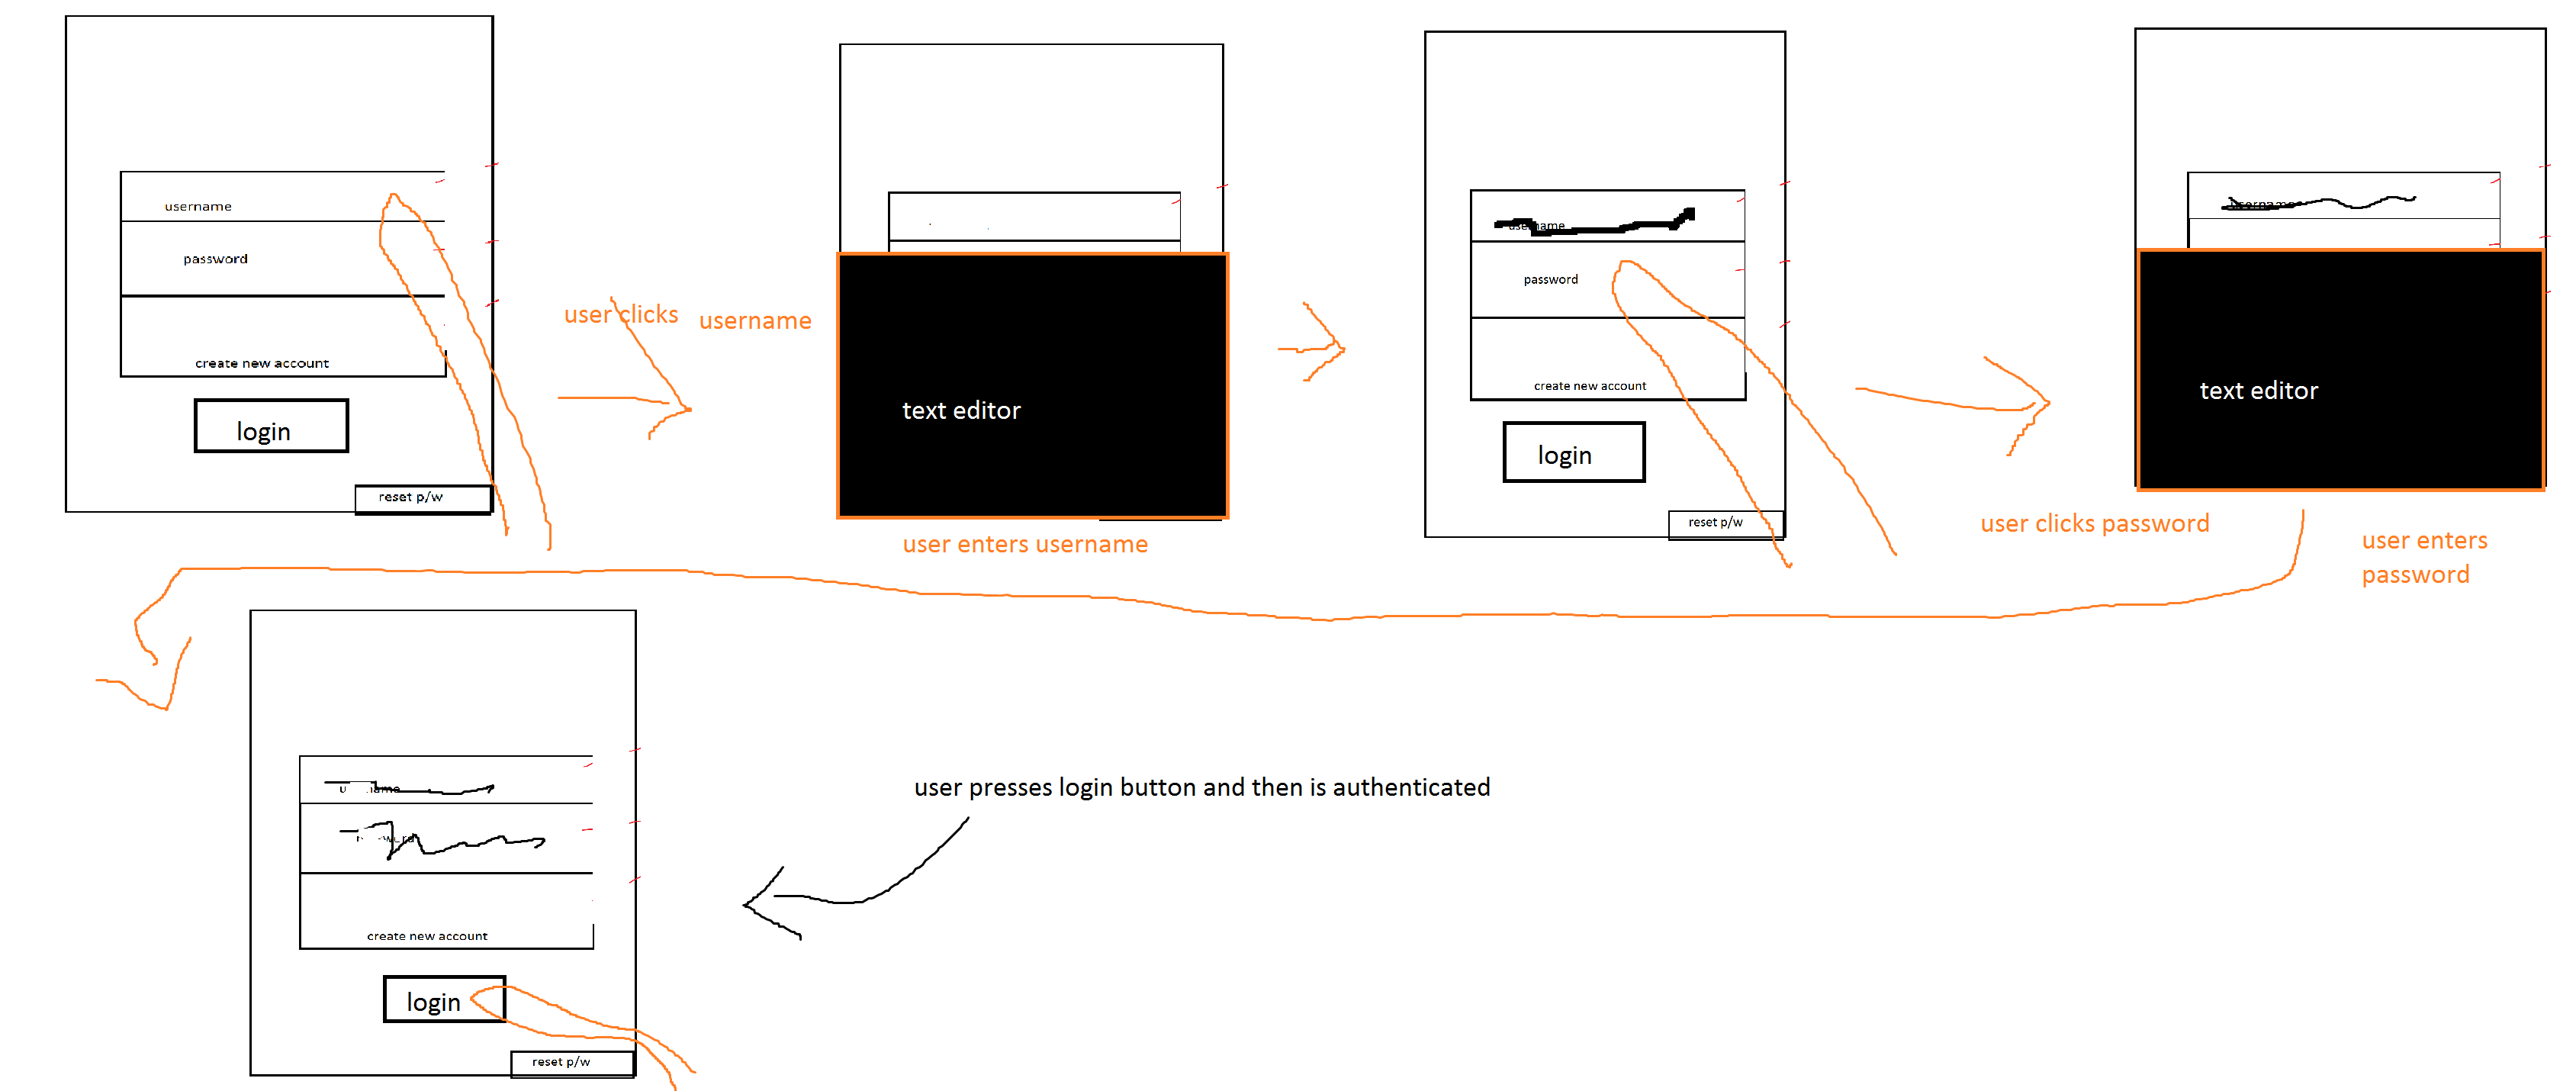 username
password
create new account
login
reset p/w
user clicks username
text editor
user enters username
username
password
create new account
login
reset p/w
user clicks password
username
text editor
user enters
password
create new account
login
reset p/w
user presses login button and then is authenticated